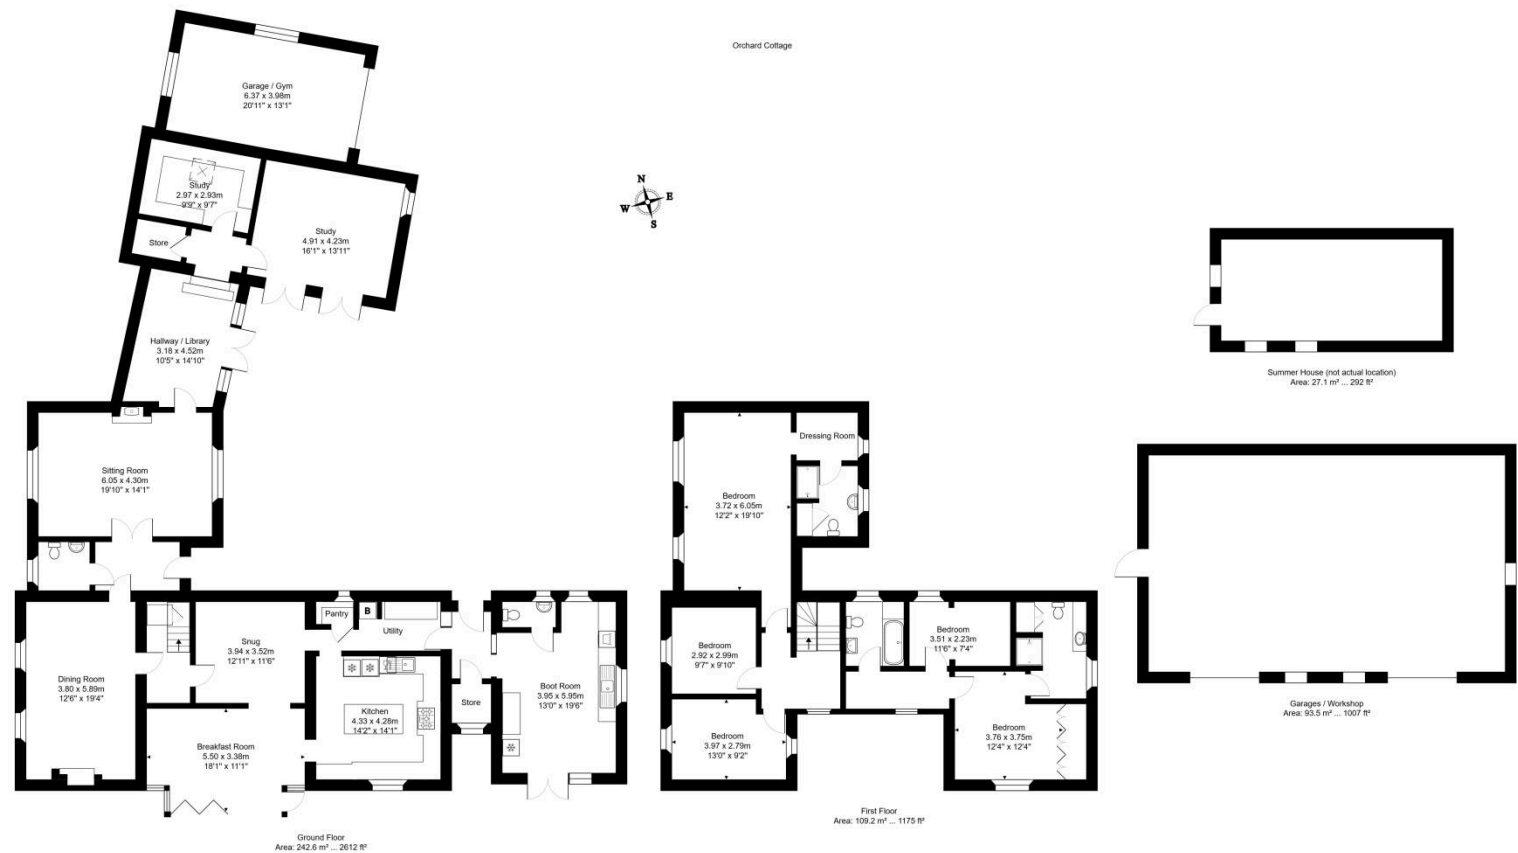 Orchard Cottage
Garage / Gym
6.37 x 3.98m
20'11" x 13'1"
Study
2.97 x 2.93m
9'9" x 9'7"
Store
Study
4.91 x 4.23m
16'1" x 13'11"
Hallway / Library
3.18 x 4.52m
10'5" x 14'10"
Sitting Room
6.05 x 4.30m
19'10" x 14'1"
Snug
3.94 x 3.52m
12'11" x 11'6"
Pantry
B
Utility
Dining Room
3.80 x 5.89m
12'6" x 19'4"
Breakfast Room
5.50 x 3.38m
18'1" x 11'1"
Kitchen
4.33 x 4.28m
14'2" x 14'1"
Store
Boot Room
3.95 x 5.95m
13'0" x 19'6"
Ground Floor
Area: 242.6 m² ... 2612 ft²
N
E
W
S
Dressing Room
Bedroom
3.72 x 6.05m
12'2" x 19'10"
Bedroom
2.92 x 2.99m
9'7" x 9'10"
Bedroom
3.51 x 2.23m
11'6" x 7'4"
Bedroom
3.97 x 2.79m
13'0" x 9'2"
Bedroom
3.76 x 3.75m
12'4" x 12'4"
First Floor
Area: 109.2 m² ... 1175 ft²
Summer House (not actual location)
Area: 27.1 m² ... 292 ft²
Garages / Workshop
Area: 93.5 m² ... 1007 ft²